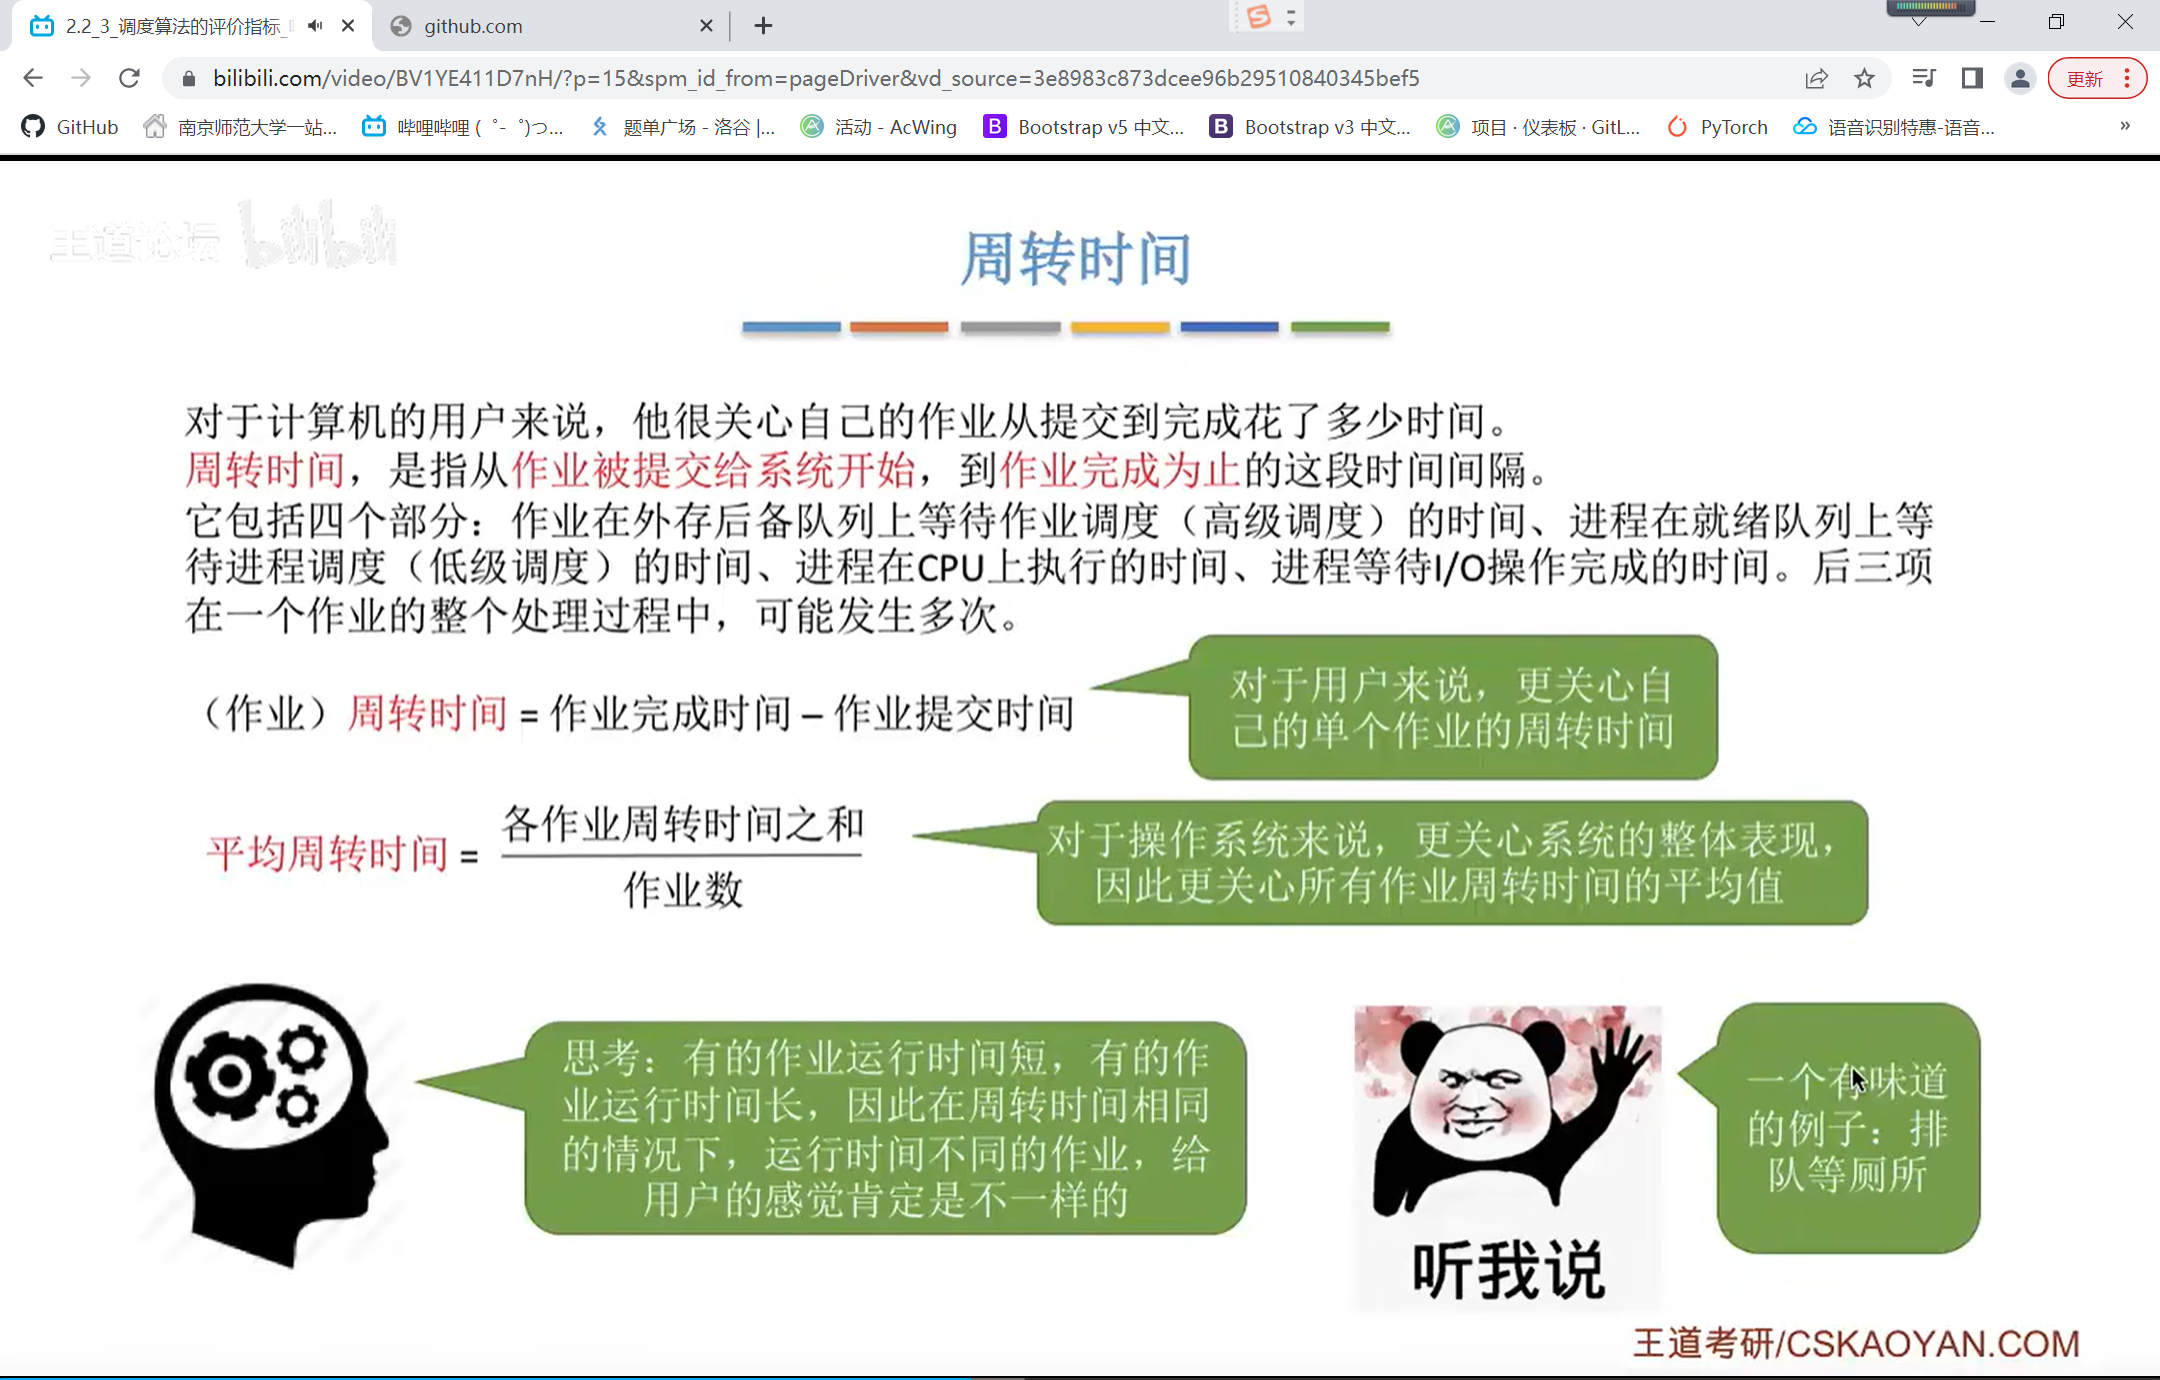 2.2_3_调度算法的评价指标_
github.com
bilibili.com/video/BV1YE411D7nH/?p=15&spm_id_from=pageDriver&vd_source=3e8983c873dcee96b29510840345bef5
更新
GitHub
南京师范大学一站...
哔哩哔哩 (゜-゜)つ...
题单广场 - 洛谷 |...
活动 - AcWing
Bootstrap v5 中文...
Bootstrap v3 中文...
项目 · 仪表板 · GitL...
PyTorch
语音识别特惠-语音...
»
王道论坛 bilibili
周转时间
对于计算机的用户来说，他很关心自己的作业从提交到完成花了多少时间。
周转时间，是指从作业被提交给系统开始，到作业完成为止的这段时间间隔。
它包括四个部分：作业在外存后备队列上等待作业调度（高级调度）的时间、进程在就绪队列上等
待进程调度（低级调度）的时间、进程在CPU上执行的时间、进程等待I/O操作完成的时间。后三项
在一个作业的整个处理过程中，可能发生多次。
（作业）周转时间 = 作业完成时间 – 作业提交时间
对于用户来说，更关心自
己的单个作业的周转时间
平均周转时间 = 各作业周转时间之和
作业数
对于操作系统来说，更关心系统的整体表现，
因此更关心所有作业周转时间的平均值
思考：有的作业运行时间短，有的作
业运行时间长，因此在周转时间相同
的情况下，运行时间不同的作业，给
用户的感觉肯定是不一样的
听我说
一个有味道
的例子：排
队等厕所
王道考研/CSKAOYAN.COM